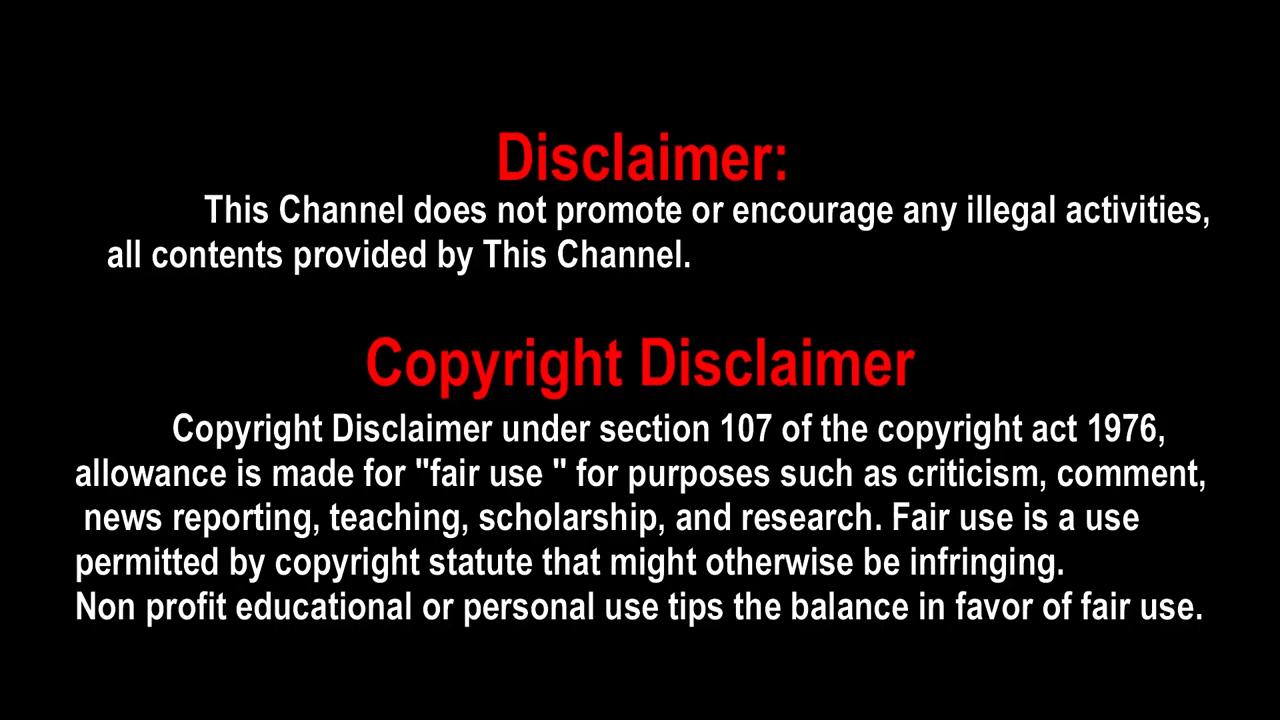 Disclaimer:
This Channel does not promote or encourage any illegal activities,
all contents provided by This Channel.
Copyright Disclaimer
Copyright Disclaimer under section 107 of the copyright act 1976,
allowance is made for "fair use " for purposes such as criticism, comment,
news reporting, teaching, scholarship, and research. Fair use is a use
permitted by copyright statute that might otherwise be infringing.
Non profit educational or personal use tips the balance in favor of fair use.